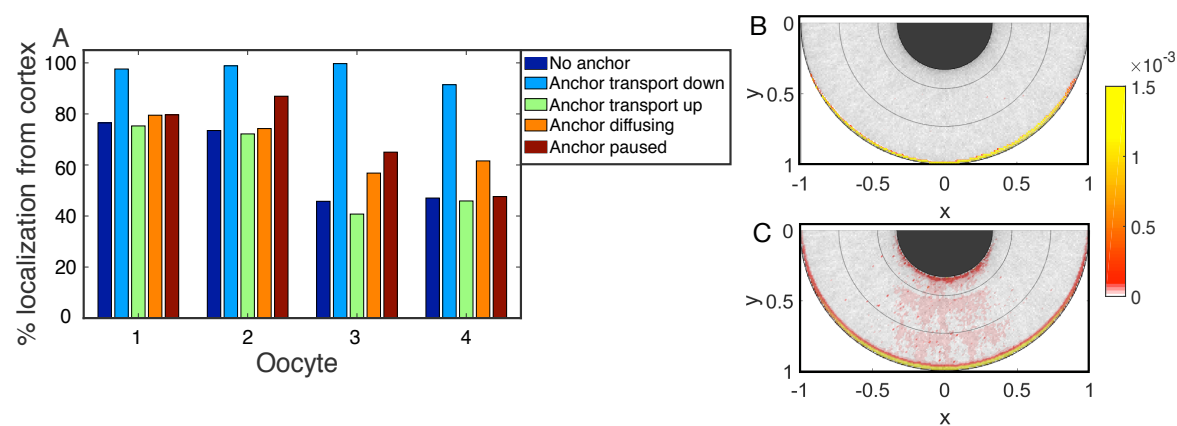 A
% localization from cortex
100
80
60
40
20
0
1 2 3 4
Oocyte
No anchor
Anchor transport down
Anchor transport up
Anchor diffusing
Anchor paused
B
0
0.5
1
y
-1 -0.5 0 0.5 1
x
C
0
0.5
1
y
-1 -0.5 0 0.5 1
x
×10-3
1.5
1
0.5
0